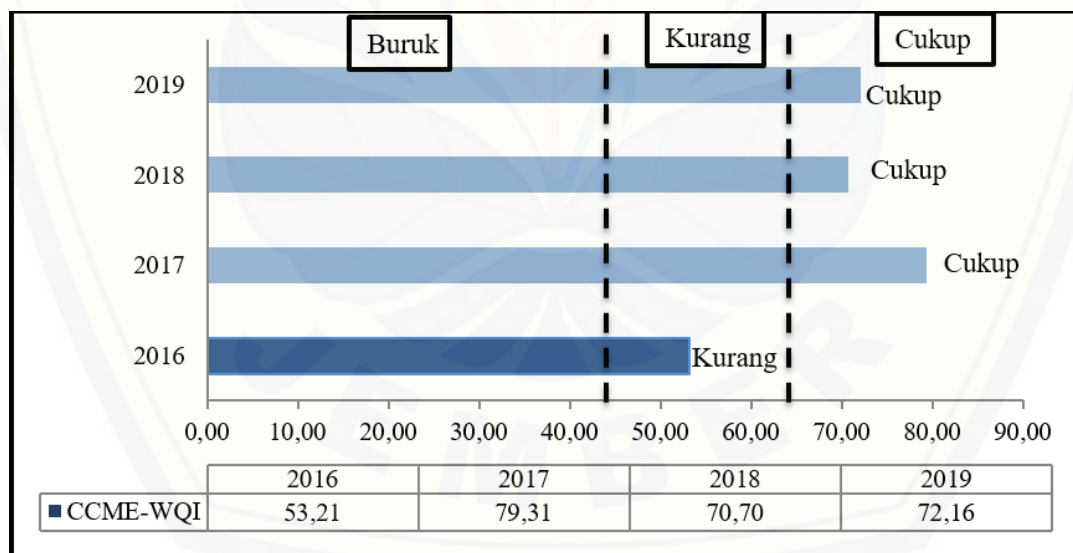 Buruk
Kurang
Cukup
2019
Cukup
2018
Cukup
2017
Cukup
2016
Kurang
0,00 10,00 20,00 30,00 40,00 50,00 60,00 70,00 80,00 90,00
2016 2017 2018 2019
CCME-WQI 53,21 79,31 70,70 72,16
JEMBER